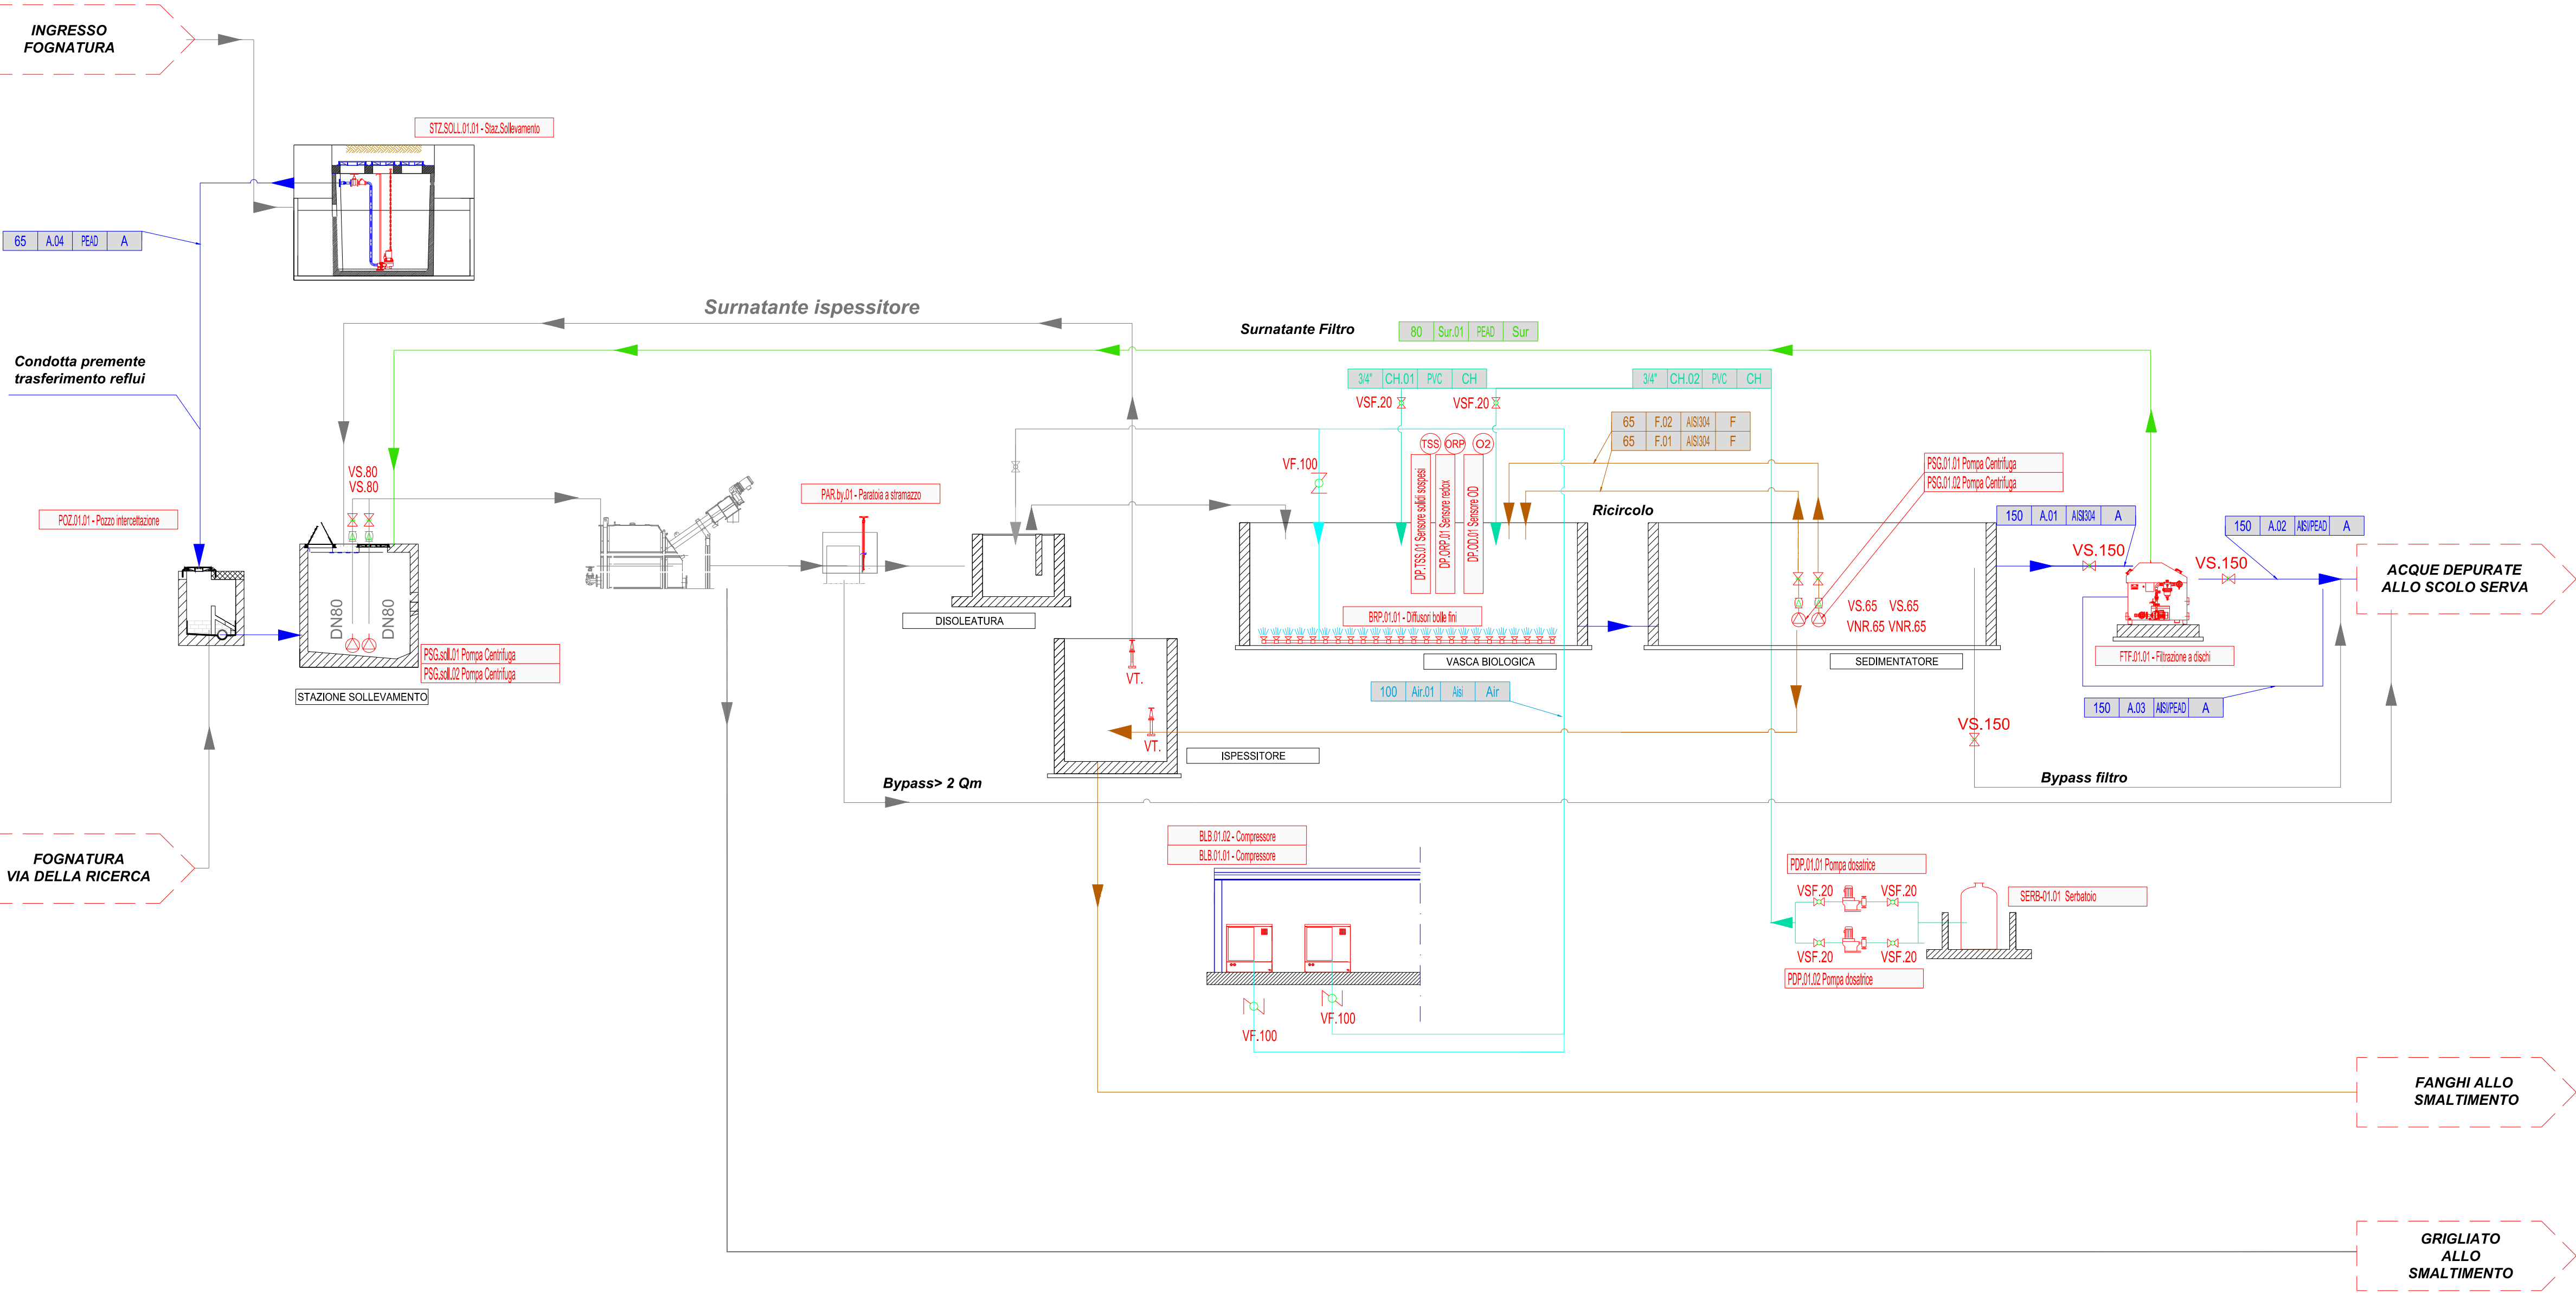 INGRESSO
FOGNATURA
STZ.SOLL.01.01 - Staz.Sollevamento
65 A.04 PEAD A
Surnatante ispessitore
Surnatante Filtro
80 Sur.01 PEAD Sur
Condotta premente
trasferimento reflui
3/4" CH.01 PVC CH
3/4" CH.02 PVC CH
VSF.20
VSF.20
65 F.02 AISI304 F
65 F.01 AISI304 F
TSS
ORP
O2
DP.TSS.01 Sensore solidi sospesi
DP.ORP.01 Sensore redox
DP.OD.01 Sensore OD
VF.100
VS.80
VS.80
PAR.by.01 - Paratoia a stramazzo
PSG.01.01 Pompa Centrifuga
PSG.01.02 Pompa Centrifuga
Ricircolo
POZ.01.01 - Pozzo intercettazione
150 A.01 AISI304 A
150 A.02 AISI/PEAD A
VS.150
VS.150
ACQUE DEPURATE
ALLO SCOLO SERVA
DN80
DN80
DISOLEATURA
BRP.01.01 - Diffusori bolle fini
VS.65 VS.65
VNR.65 VNR.65
PSG.soll.01 Pompa Centrifuga
PSG.soll.02 Pompa Centrifuga
STAZIONE SOLLEVAMENTO
VASCA BIOLOGICA
SEDIMENTATORE
FTF.01.01 - Filtrazione a dischi
VT.
VT.
100 Air.01 Aisi Air
150 A.03 AISI/PEAD A
VS.150
ISPESSITORE
Bypass> 2 Qm
Bypass filtro
FOGNATURA
VIA DELLA RICERCA
BLB.01.02 - Compressore
BLB.01.01 - Compressore
PDP.01.01 Pompa dosatrice
VSF.20
VSF.20
SERB-01.01 Serbatoio
VSF.20
VSF.20
PDP.01.02 Pompa dosatrice
VF.100
VF.100
FANGHI ALLO
SMALTIMENTO
GRIGLIATO
ALLO
SMALTIMENTO